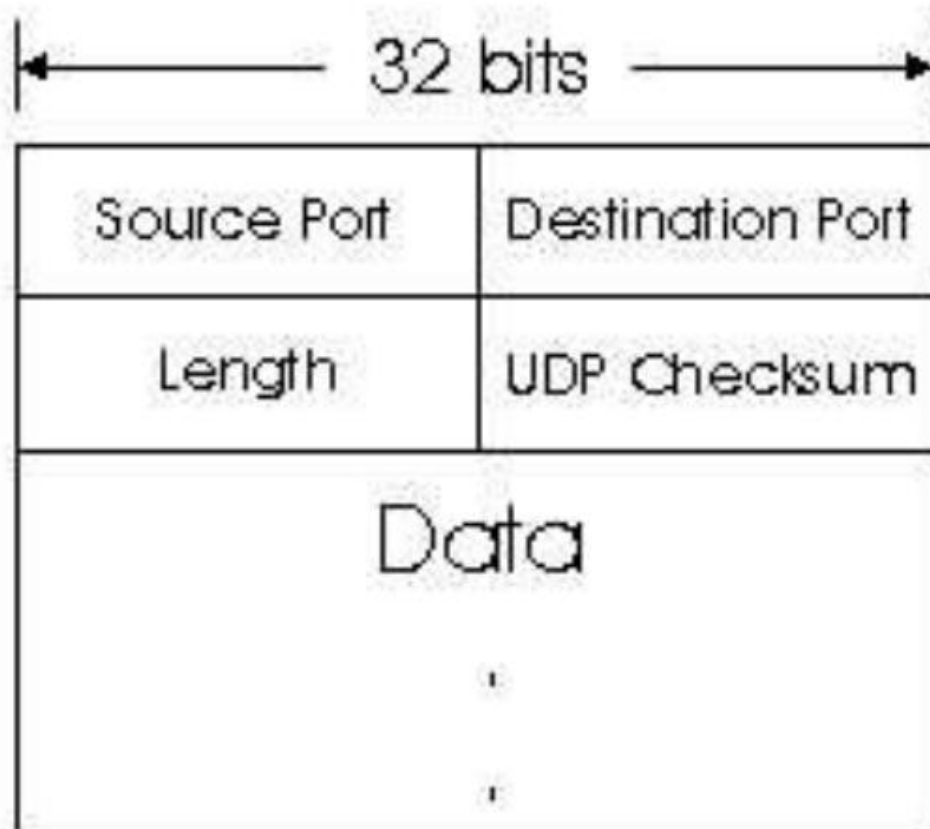 32 bits
Source Port Destination Port
Length UDP Checksum
Data